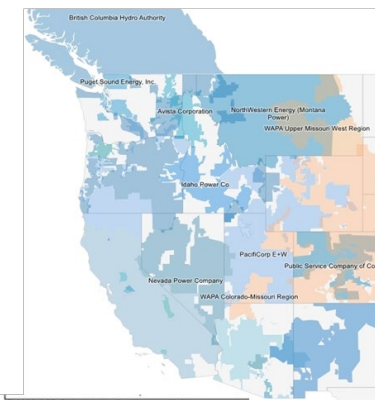 British Columbia Hydro Authority
Puget Sound Energy, Inc.
Avista Corporation
NorthWestern Energy (Montana
Power)
WAPA Upper Missouri West Region
Idaho Power Co.
PacifiCorp E+W
Public Service Company of Co
Nevada Power Company
WAPA Colorado-Missouri Region